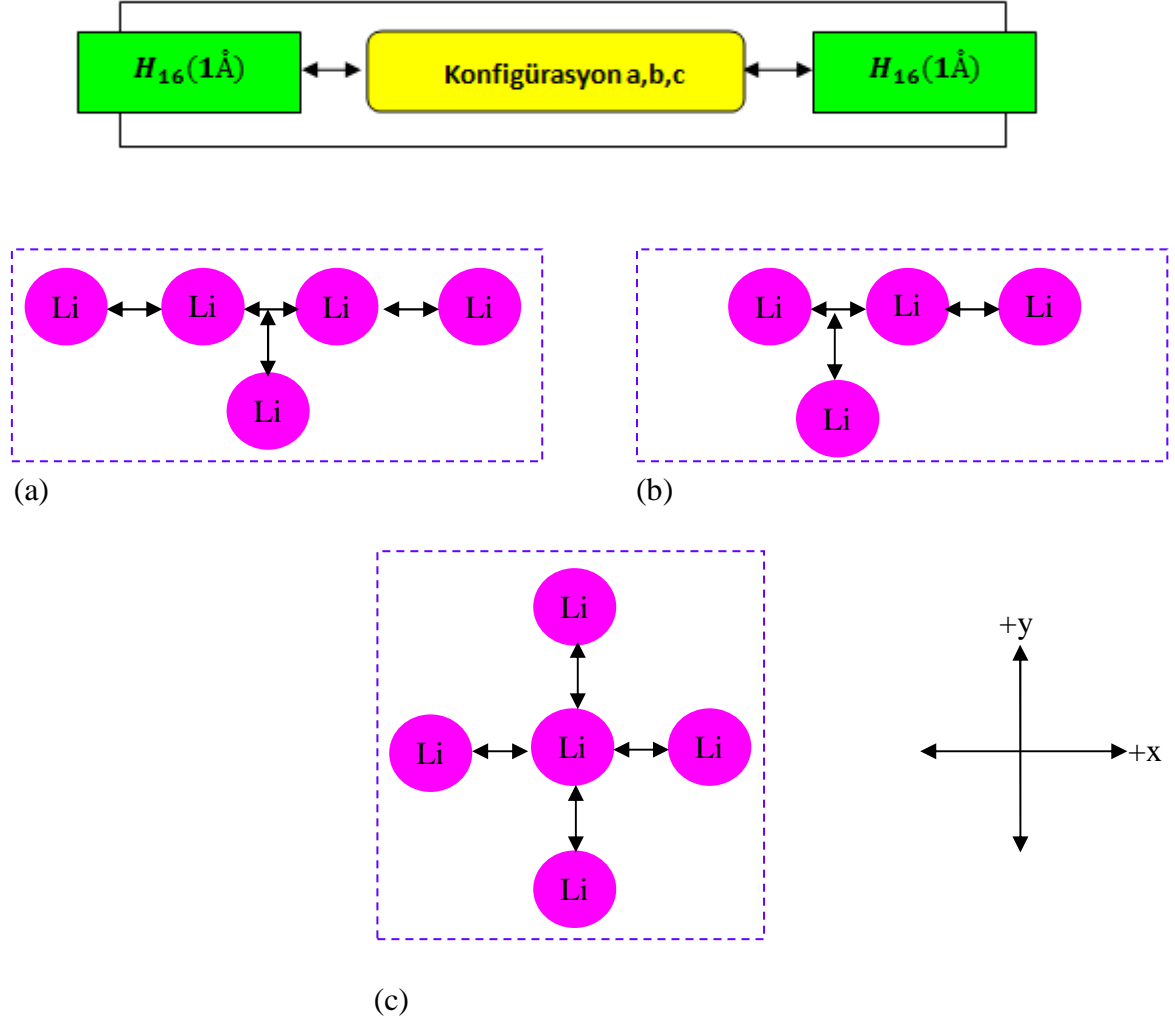 H₁₆(1Å) Konfigürasyon a,b,c H₁₆(1Å)
Li Li Li Li
Li
(a)
Li Li Li
Li
(b)
Li
Li Li Li
Li
(c)
+y
+x